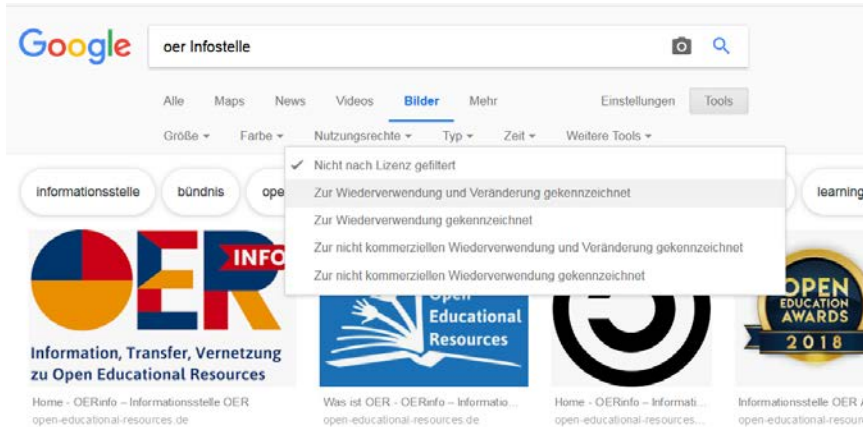 Google oer Infostelle
Alle Maps News Videos Bilder Mehr Einstellungen Tools
Größe Farbe Nutzungsrechte Typ Zeit Weitere Tools
Nicht nach Lizenz gefiltert
Zur Wiederverwendung und Veränderung gekennzeichnet
Zur Wiederverwendung gekennzeichnet
Zur nicht kommerziellen Wiederverwendung und Veränderung gekennzeichnet
Zur nicht kommerziellen Wiederverwendung gekennzeichnet
informationsstelle bündnis ope learning
OER INFO
Information, Transfer, Vernetzung
zu Open Educational Resources
Open
Educational
Resources
OPEN
EDUCATION
AWARDS
2018
Home - OERinfo – Informationsstelle OER
open-educational-resources.de
Was ist OER - OERinfo – Informatio...
open-educational-resources.de
Home - OERinfo – Informati...
open-educational-resources...
Informationsstelle OER A
open-educational-resour